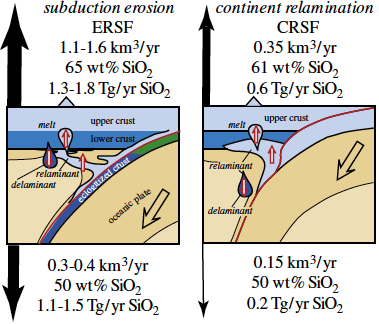 subduction erosion
ERSF
1.1-1.6 km³/yr
65 wt% SiO₂
1.3-1.8 Tg/yr SiO₂
upper crust
melt
lower crust
relaminant
delaminant
eclogitized crust
oceanic plate
0.3-0.4 km³/yr
50 wt% SiO₂
1.1-1.5 Tg/yr SiO₂
continent relamination
CRSF
0.35 km³/yr
61 wt% SiO₂
0.6 Tg/yr SiO₂
upper crust
melt
relaminant
delaminant
0.15 km³/yr
50 wt% SiO₂
0.2 Tg/yr SiO₂